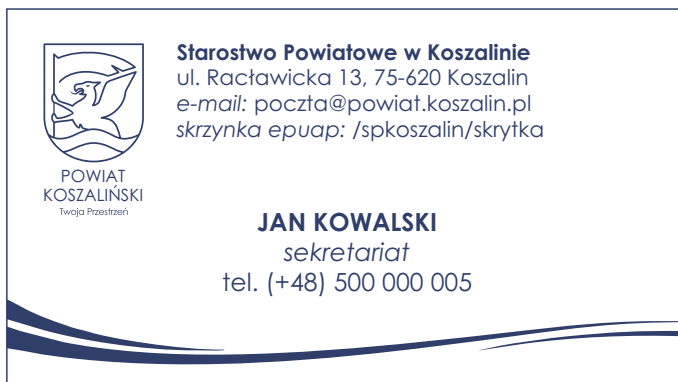 Starostwo Powiatowe w Koszalinie
ul. Racławicka 13, 75-620 Koszalin
e-mail: poczta@powiat.koszalin.pl
skrzynka epuap: /spkoszalin/skrytka
POWIAT
KOSZALIŃSKI
Twoja Przestrzeń
JAN KOWALSKI
sekretariat
tel. (+48) 500 000 005